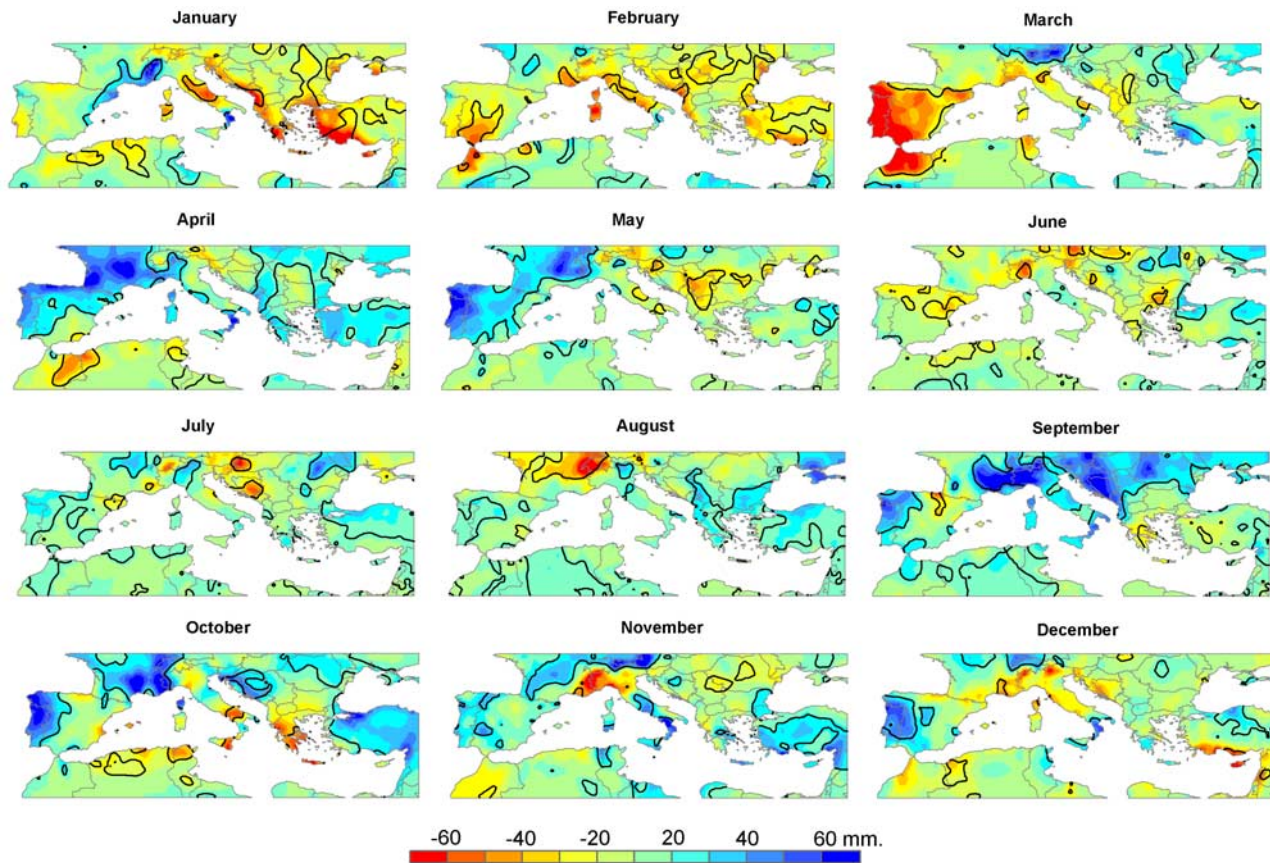 January February March
April May June
July August September
October November December
-60 -40 -20 20 40 60 mm.